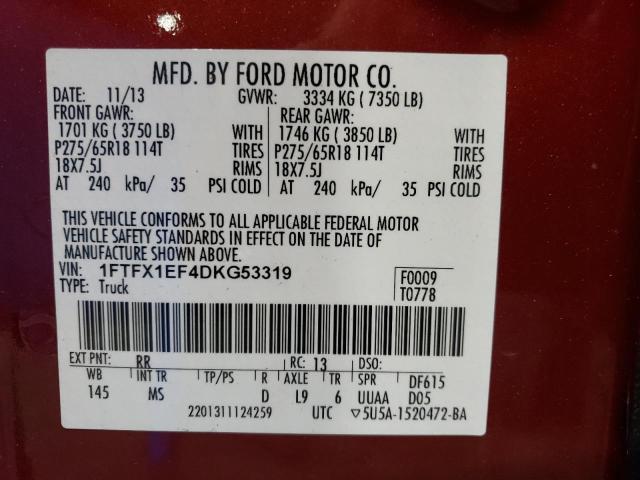 MFD. BY FORD MOTOR CO.
DATE: 11/13 GVWR: 3334 KG ( 7350 LB)
FRONT GAWR: REAR GAWR:
1701 KG ( 3750 LB) WITH 1746 KG ( 3850 LB) WITH
P275/65R18 114T TIRES P275/65R18 114T TIRES
18X7.5J RIMS 18X7.5J RIMS
AT 240 kPa/ 35 PSI COLD AT 240 kPa/ 35 PSI COLD
THIS VEHICLE CONFORMS TO ALL APPLICABLE FEDERAL MOTOR
VEHICLE SAFETY STANDARDS IN EFFECT ON THE DATE OF
MANUFACTURE SHOWN ABOVE.
VIN: 1FTFX1EF4DKG53319 F0009
TYPE: Truck T0778
EXT PNT: RR RC: 13 DSO:
WB INT TR TP/PS R AXLE TR SPR DF615
145 MS D L9 6 UUAA D05
2201311124259 UTC ▽5U5A-1520472-BA